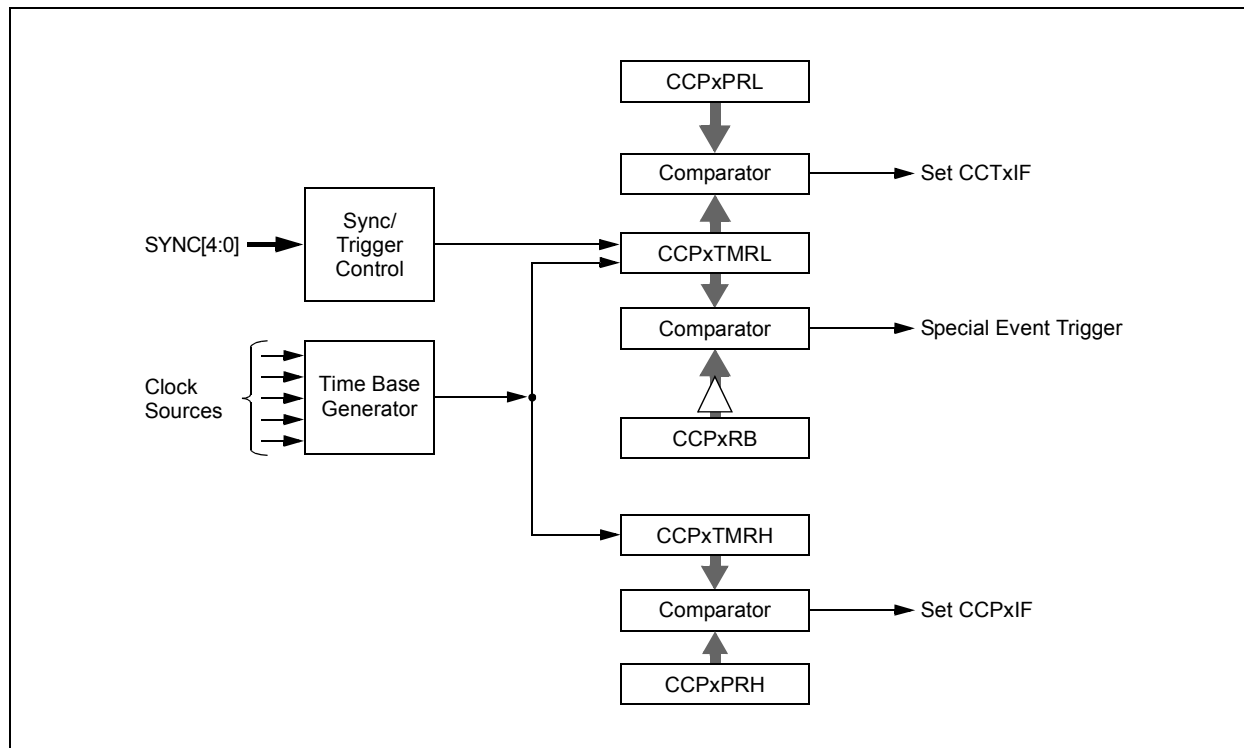 CCPxPRL
Comparator
Set CCTxIF
SYNC[4:0]
Sync/
Trigger
Control
CCPxTMRL
Comparator
Special Event Trigger
Clock
Sources
Time Base
Generator
CCPxRB
CCPxTMRH
Comparator
Set CCPxIF
CCPxPRH